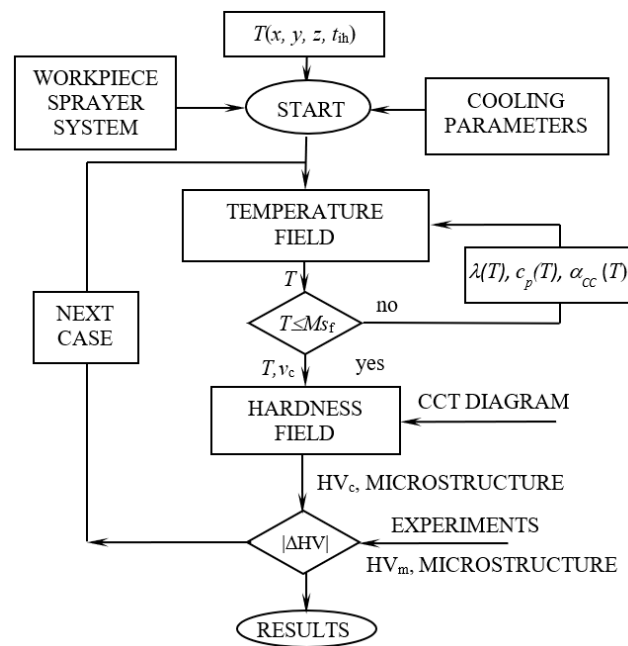 T(x, y, z, tih)
WORKPIECE
SPRAYER
SYSTEM
START
COOLING
PARAMETERS
TEMPERATURE
FIELD
λ(T), cp(T), αCC (T)
T
NEXT
CASE
T≤Msf
no
T,vc
yes
HARDNESS
FIELD
CCT DIAGRAM
HVc, MICROSTRUCTURE
EXPERIMENTS
|ΔHV|
HVm, MICROSTRUCTURE
RESULTS